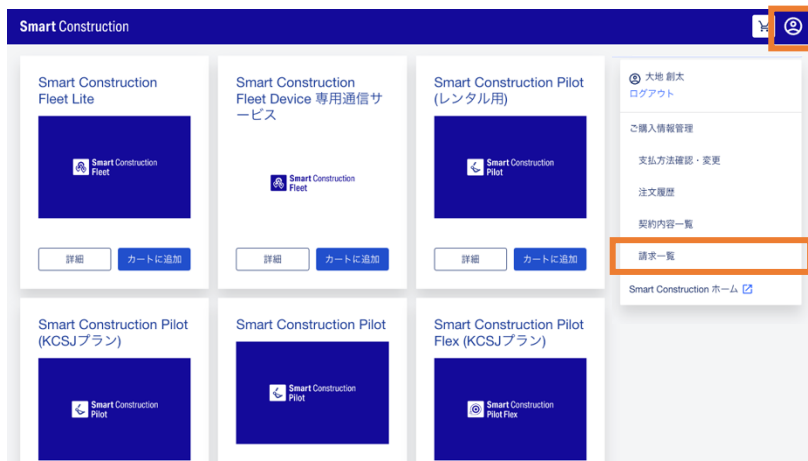 Smart Construction
Smart Construction
Fleet Lite
Smart Construction
Fleet
詳細
カートに追加
Smart Construction
Fleet Device 専用通信サ
ービス
Smart Construction
Fleet
詳細
カートに追加
Smart Construction Pilot
(レンタル用)
Smart Construction
Pilot
詳細
カートに追加
大地 創太
ログアウト
ご購入情報管理
支払方法確認・変更
注文履歴
契約内容一覧
請求一覧
Smart Construction ホーム
Smart Construction Pilot
(KCSJプラン)
Smart Construction
Pilot
Smart Construction Pilot
Smart Construction
Pilot
Smart Construction Pilot
Flex (KCSJプラン)
Smart Construction
Pilot Flex